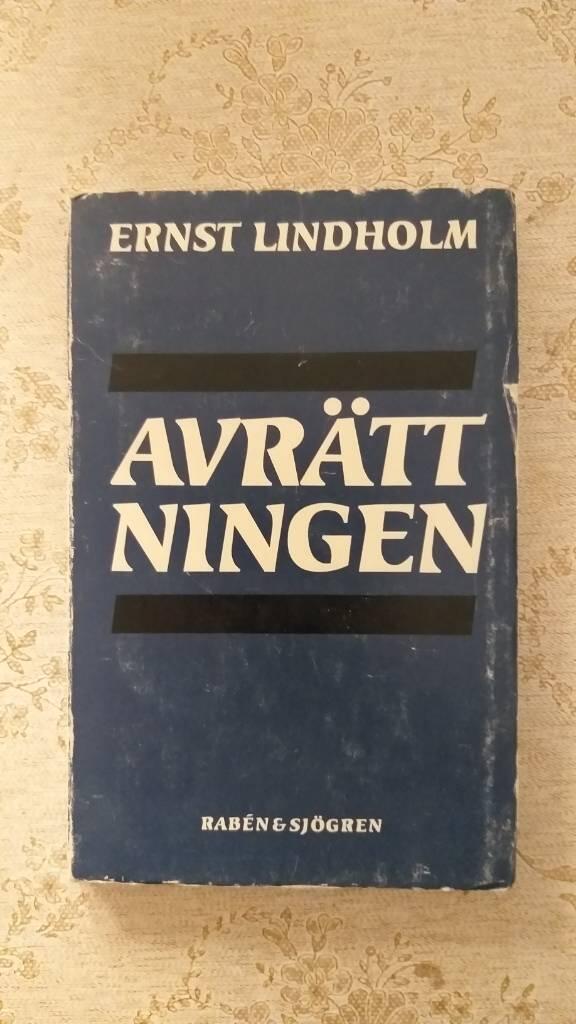 ERNST LINDHOLM
AVRÄTT
NINGEN
RABÉN & SJÖGREN